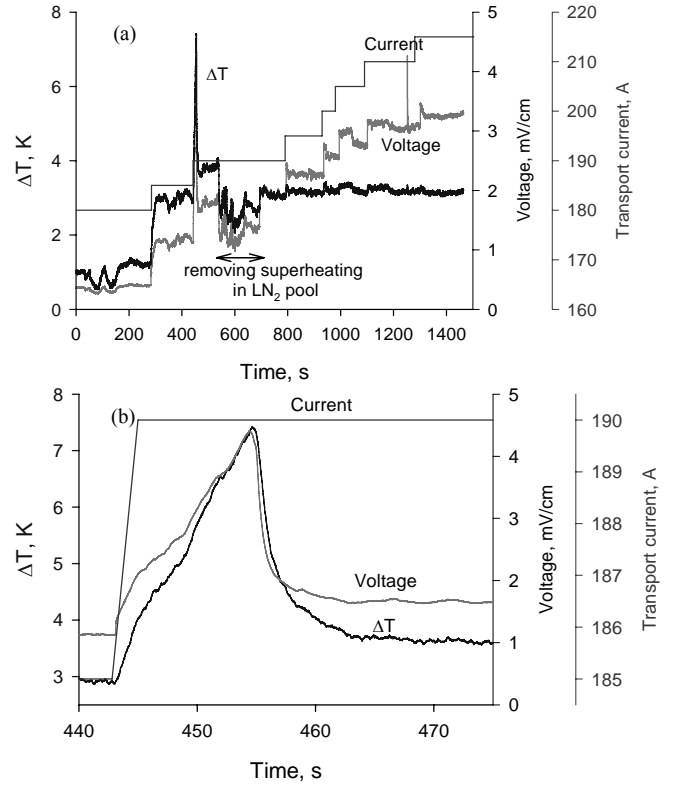 (a)
8
6
4
2
0
ΔT, K
ΔT
Current
Voltage
removing superheating
in LN2 pool
0 200 400 600 800 1000 1200 1400
Time, s
5
4
3
2
1
0
Voltage, mV/cm
220
210
200
190
180
170
160
Transport current, A
(b)
8
7
6
5
4
3
ΔT, K
Current
Voltage
ΔT
440 450 460 470
Time, s
5
4
3
2
1
0
Voltage, mV/cm
190
189
188
187
186
185
Transport current, A